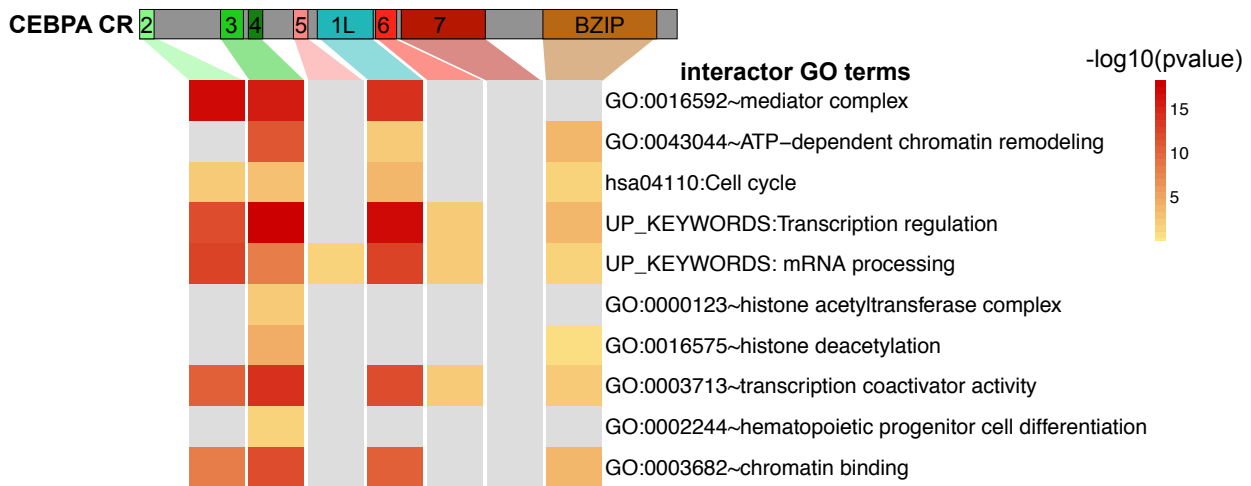 CEBPA CR 2 3 4 5 1L 6 7 BZIP
-log10(pvalue)
interactor GO terms
GO:0016592~mediator complex
GO:0043044~ATP−dependent chromatin remodeling
hsa04110:Cell cycle
UP_KEYWORDS:Transcription regulation
UP_KEYWORDS: mRNA processing
GO:0000123~histone acetyltransferase complex
GO:0016575~histone deacetylation
GO:0003713~transcription coactivator activity
GO:0002244~hematopoietic progenitor cell differentiation
GO:0003682~chromatin binding
15
10
5